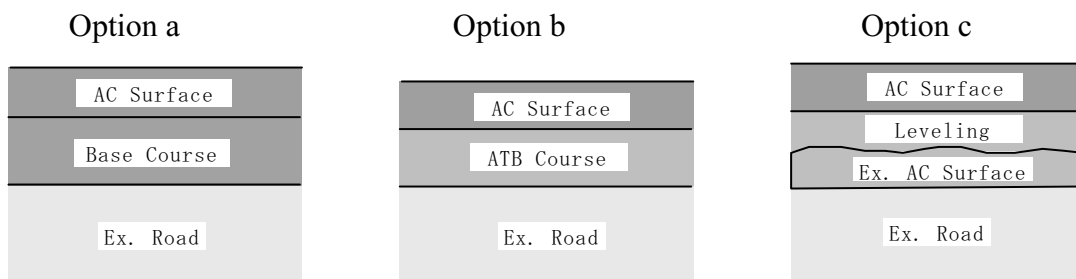 Option a
AC Surface
Base Course
Ex. Road
Option b
AC Surface
ATB Course
Ex. Road
Option c
AC Surface
Leveling
Ex. AC Surface
Ex. Road